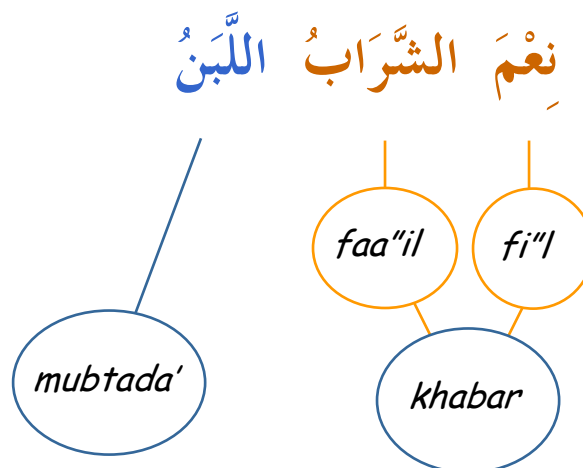 نِعْمَ الشَّرَابُ اللَّبَنُ
faa"il fi"l
mubtada' khabar